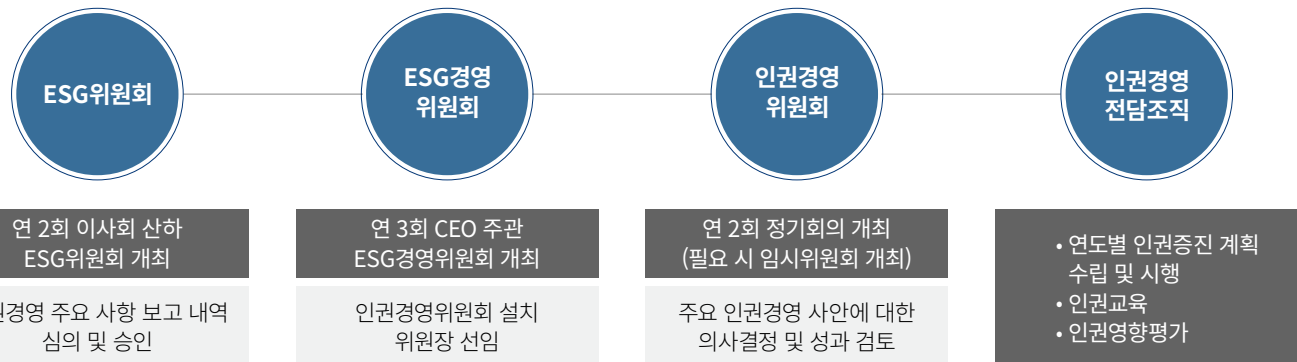 ESG위원회
ESG경영
위원회
인권경영
위원회
인권경영
전담조직
연 2회 이사회 산하
ESG위원회 개최
연 3회 CEO 주관
ESG경영위원회 개최
연 2회 정기회의 개최
(필요 시 임시위원회 개최)
• 연도별 인권증진 계획
수립 및 시행
• 인권교육
• 인권영향평가
주요 사항 보고 내역
심의 및 승인
인권경영위원회 설치
위원장 선임
주요 인권경영 사안에 대한
의사결정 및 성과 검토